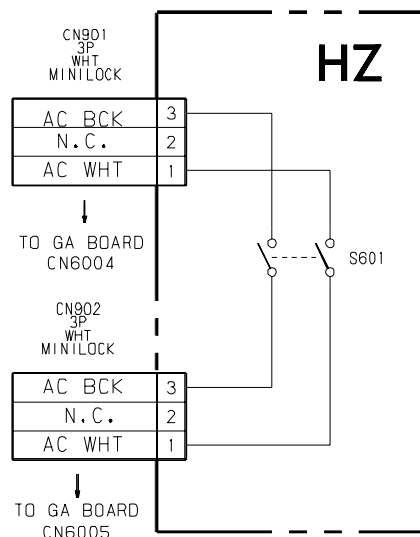 CN901
3P
WHT
MINILOCK
HZ
AC BCK 3
N.C. 2
AC WHT 1
TO GA BOARD
CN6004
S601
CN902
3P
WHT
MINILOCK
AC BCK 3
N.C. 2
AC WHT 1
TO GA BOARD
CN6005